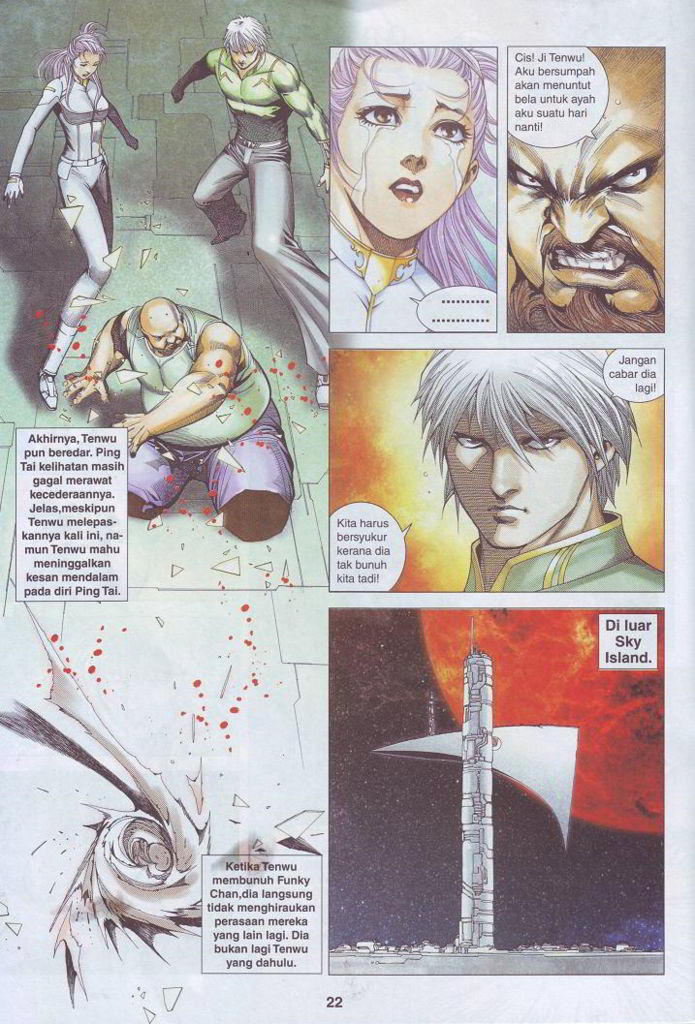 Akhirnya, Tenwu
pun beredar. Ping
Tai kelihatan masih
gagal merawat
kecederaannya.
Jelas,meskipun
Tenwu melepas-
kannya kali ini, na-
mun Tenwu mahu
meninggalkan
kesan mendalam
pada diri Ping Tai.
Ketika Tenwu
membunuh Funky
Chan,dia langsung
tidak menghiraukan
perasaan mereka
yang lain lagi. Dia
bukan lagi Tenwu
yang dahulu.
..........
............
Cis! Ji Tenwu!
Aku bersumpah
akan menuntut
bela untuk ayah
aku suatu hari
nanti!
Jangan
cabar dia
lagi!
Kita harus
bersyukur
kerana dia
tak bunuh
kita tadi!
Di luar
Sky
Island.
22